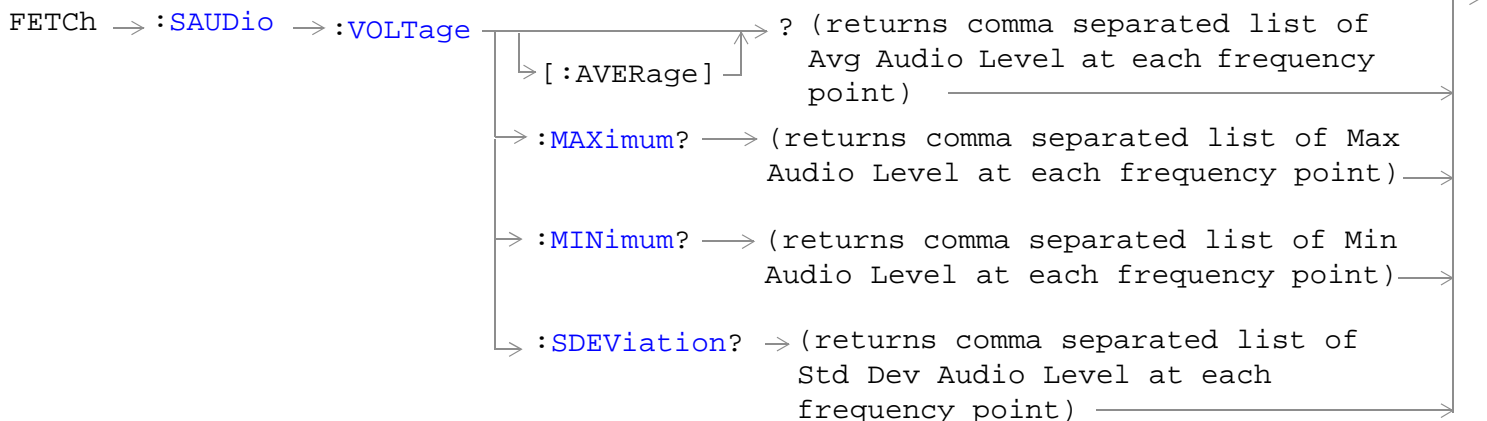 FETCh :SAUDio :VOLTage ? (returns comma separated list of
[:AVERage] Avg Audio Level at each frequency
point)
:MAXimum? (returns comma separated list of Max
Audio Level at each frequency point)
:MINimum? (returns comma separated list of Min
Audio Level at each frequency point)
:SDEViation? (returns comma separated list of
Std Dev Audio Level at each
frequency point)